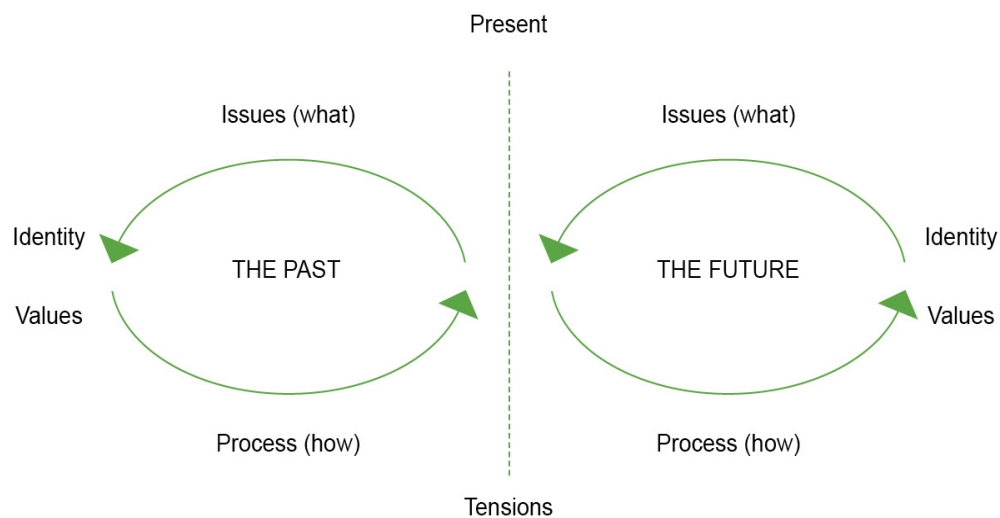 Present
Issues (what)
Issues (what)
Identity
THE PAST
THE FUTURE
Identity
Values
Values
Process (how)
Process (how)
Tensions